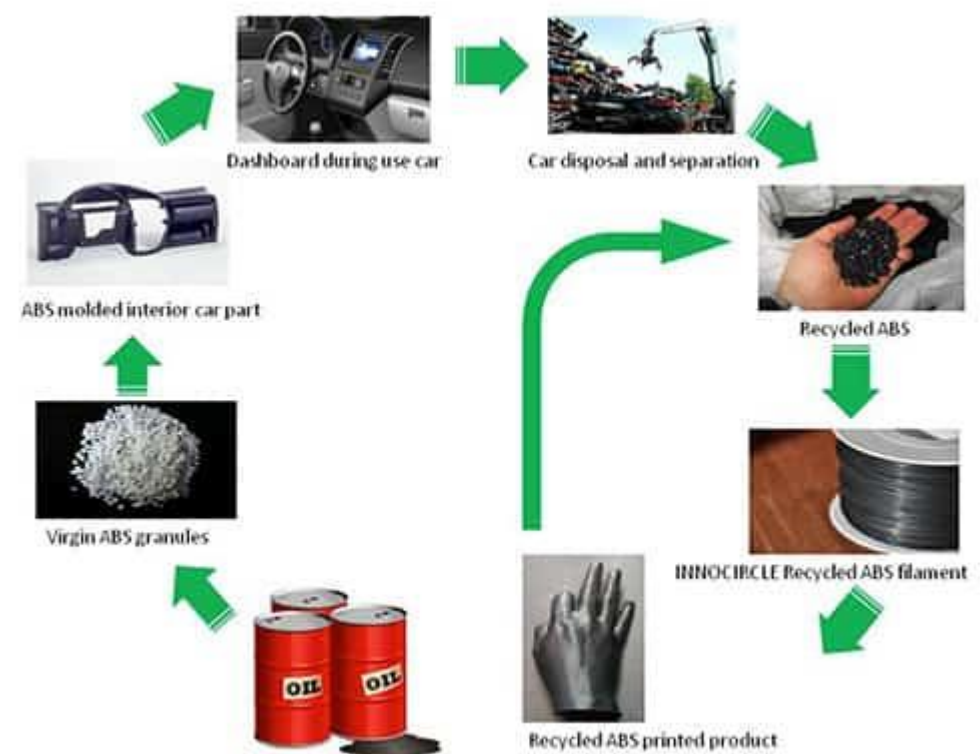 Dashboard during use car
Car disposal and separation
ABS molded interior car part
Recycled ABS
Virgin ABS granules
INNOCIRCLE Recycled ABS filament
OIL
OIL
Recycled ABS printed product